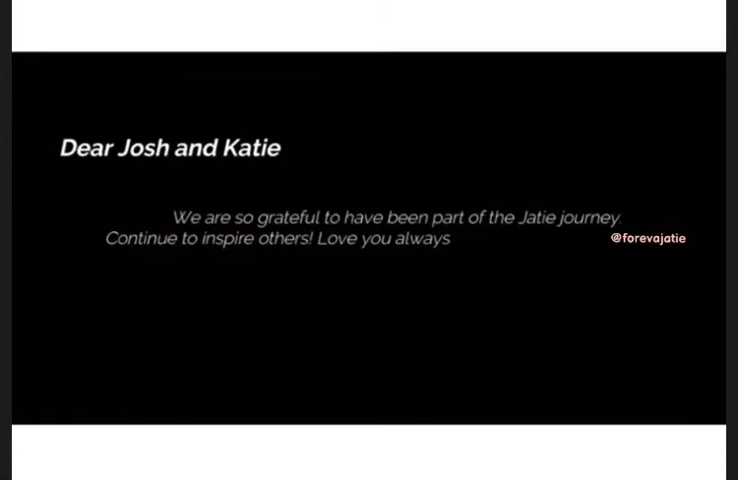 Dear Josh and Katie
We are so grateful to have been part of the Jatie journey.
Continue to inspire others! Love you always
@forevajatie